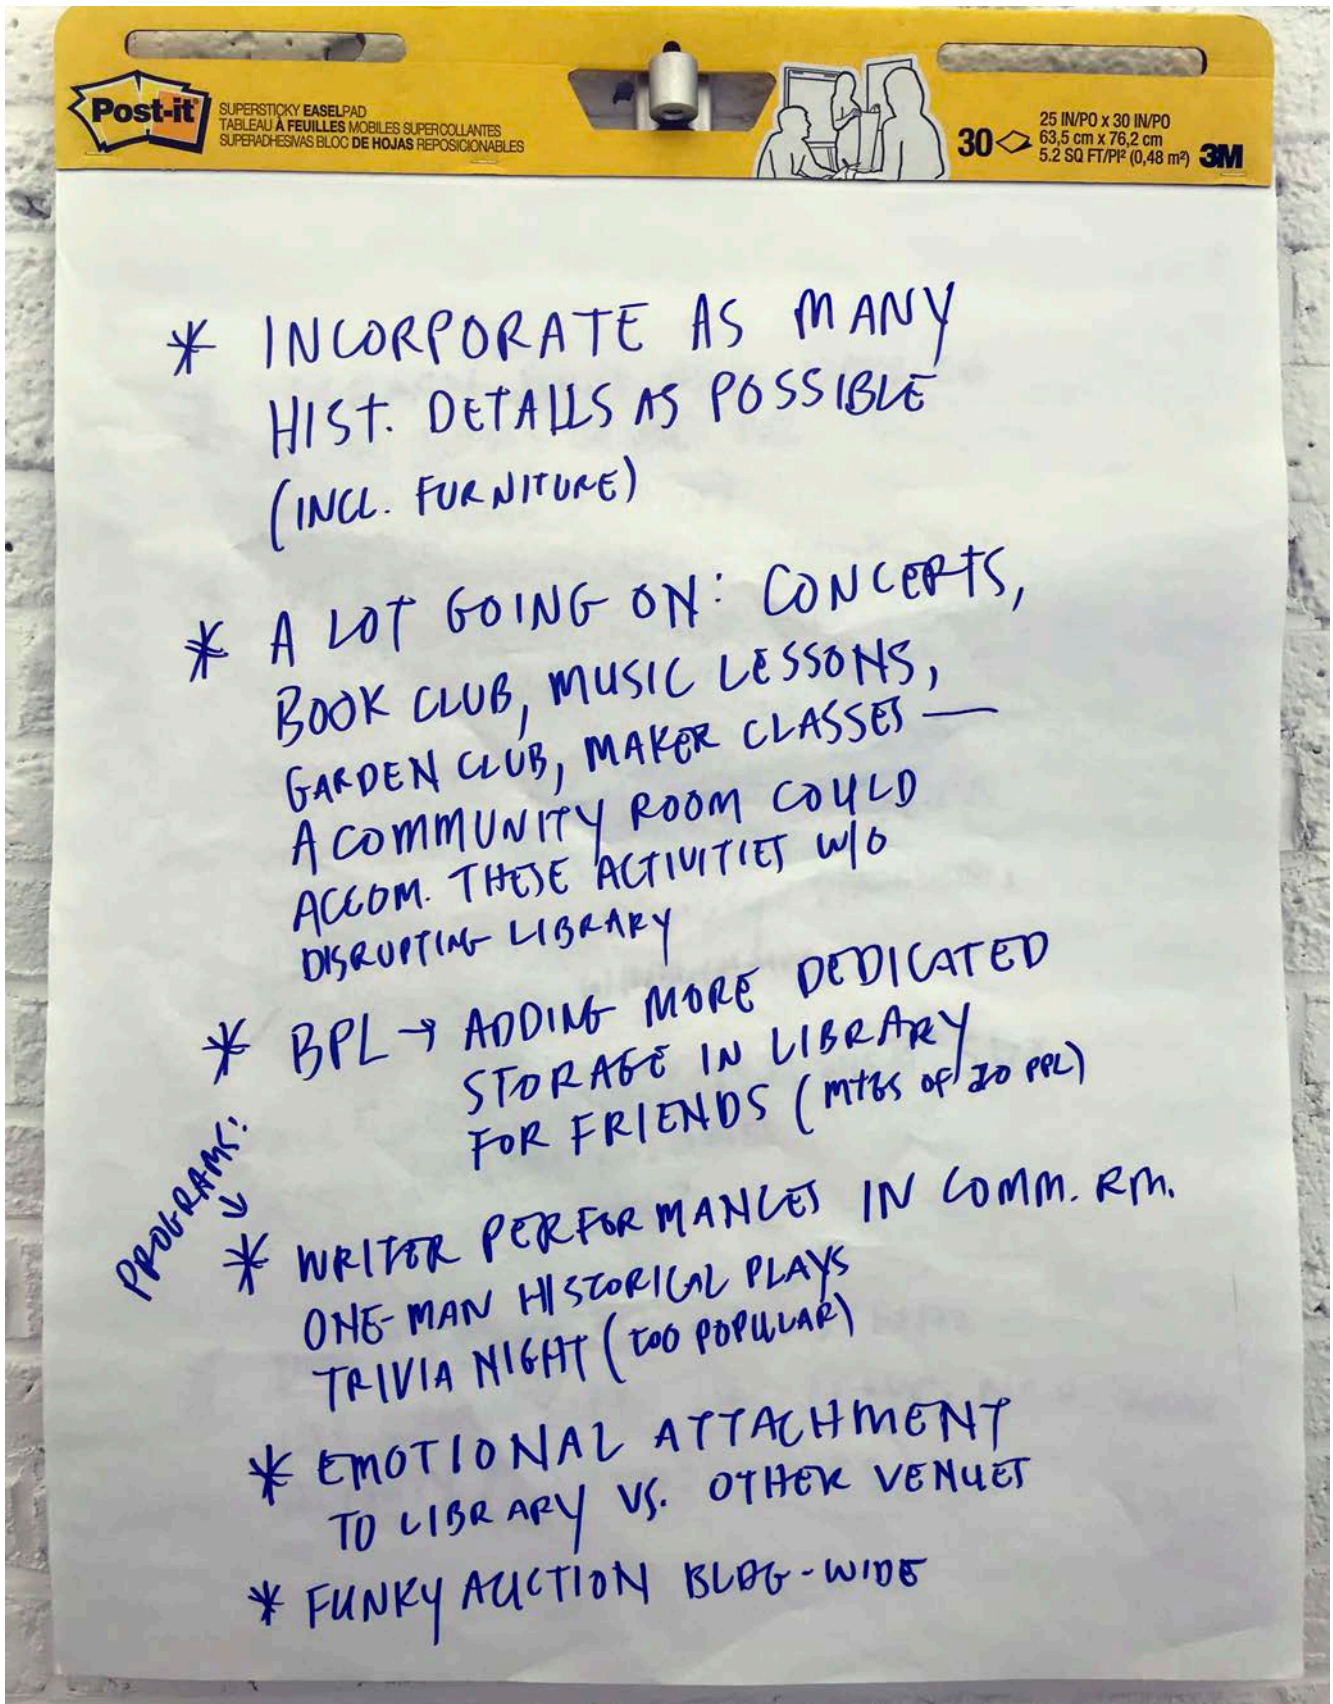 Post-it
SUPERSTICKY EASELPAD
TABLEAU À FEUILLES MOBILES SUPERCOLLANTES
SUPERADHESIVAS BLOC DE HOJAS REPOSICIONABLES
30
25 IN/PO x 30 IN/PO
63,5 cm x 76,2 cm
5.2 SQ FT/PI² (0,48 m²)
3M
* INCORPORATE AS MANY
HIST. DETAILS AS POSSIBLE
(INCL. FURNITURE)
* A LOT GOING ON: CONCERTS,
BOOK CLUB, MUSIC LESSONS,
GARDEN CLUB, MAKER CLASSES —
A COMMUNITY ROOM COULD
ACCOM. THESE ACTIVITIES W/O
DISRUPTING LIBRARY
* BPL → ADDING MORE DEDICATED
STORAGE IN LIBRARY
FOR FRIENDS (MTGS OF 20 PPL)
PROGRAMS: ↓
* WRITER PERFORMANCES IN COMM. RM.
ONE-MAN HISTORICAL PLAYS
TRIVIA NIGHT (TOO POPULAR)
* EMOTIONAL ATTACHMENT
TO LIBRARY VS. OTHER VENUES
* FUNKY AUCTION BLDG-WIDE